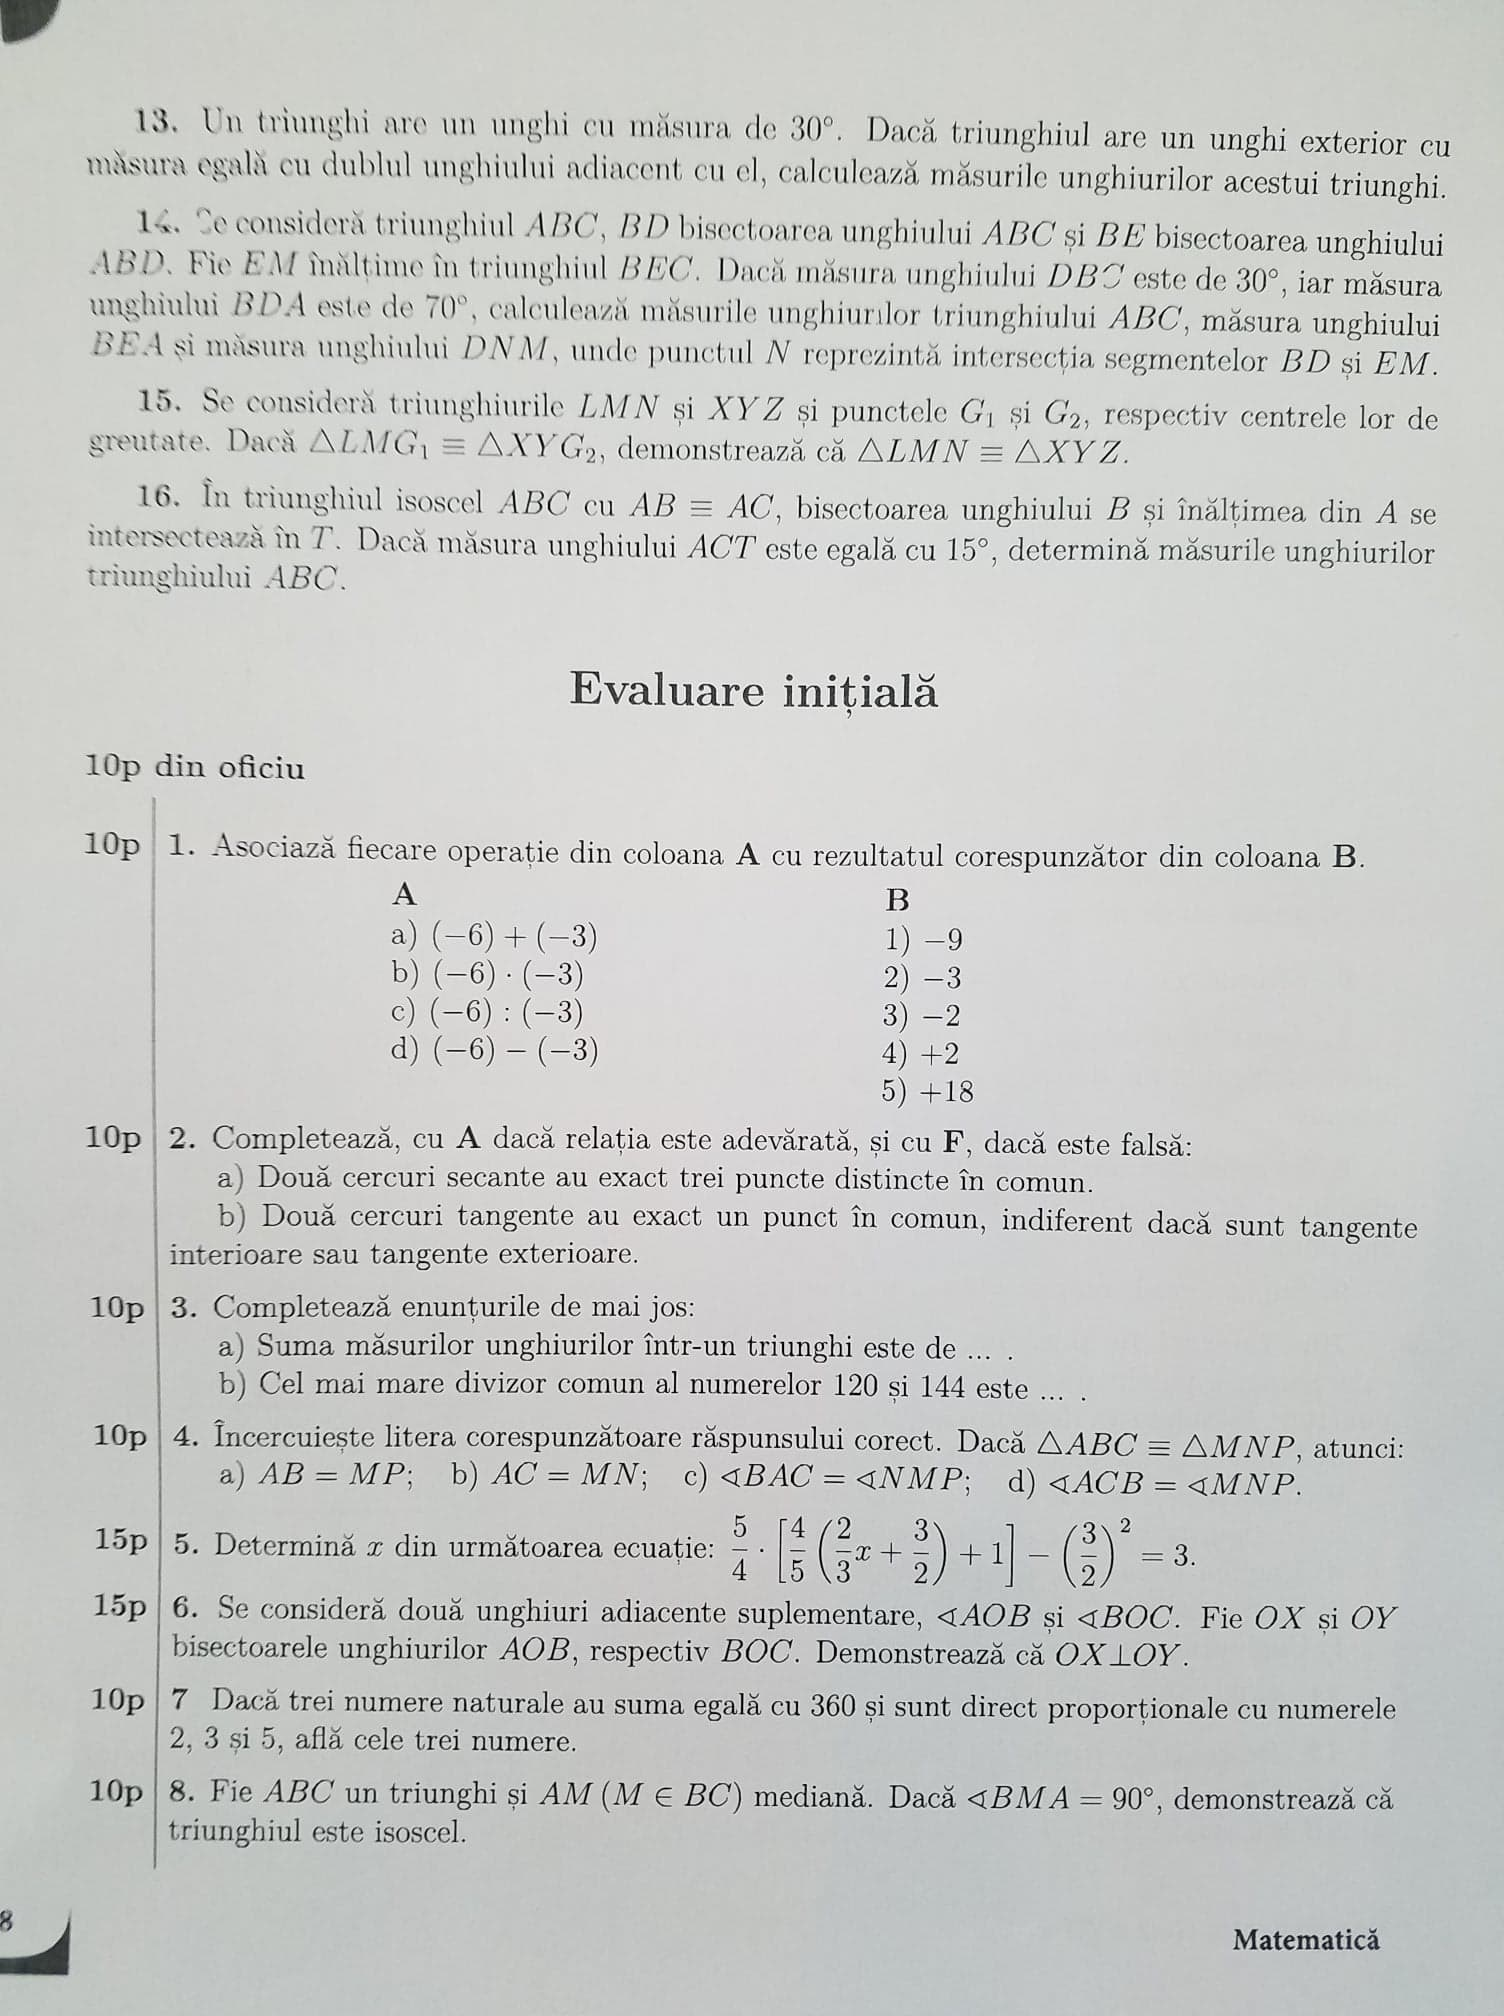 13. Un triunghi are un unghi cu măsura de 30°. Dacă triunghiul are un unghi exterior cu
măsura egală cu dublul unghiului adiacent cu el, calculează măsurile unghiurilor acestui triunghi.
14. Se consideră triunghiul ABC, BD bisectoarea unghiului ABC și BE bisectoarea unghiului
ABD. Fie EM înălțime în triunghiul BEC. Dacă măsura unghiului DBC este de 30°, iar măsura
unghiului BDA este de 70°, calculează măsurile unghiurilor triunghiului ABC, măsura unghiului
BEA și măsura unghiului DNM, unde punctul N reprezintă intersecția segmentelor BD și EM.
15. Se consideră triunghiurile LMN și XYZ și punctele G₁ și G₂, respectiv centrele lor de
greutate. Dacă △LMG₁ ≡ △XYG₂, demonstrează că △LMN ≡ △XYZ.
16. În triunghiul isoscel ABC cu AB ≡ AC, bisectoarea unghiului B și înălțimea din A se
intersectează în T. Dacă măsura unghiului ACT este egală cu 15°, determină măsurile unghiurilor
triunghiului ABC.
Evaluare inițială
10p din oficiu
10p 1. Asociază fiecare operație din coloana A cu rezultatul corespunzător din coloana B.
A B
a) (−6) + (−3) 1) −9
b) (−6) · (−3) 2) −3
c) (−6) : (−3) 3) −2
d) (−6) − (−3) 4) +2
5) +18
10p 2. Completează, cu A dacă relația este adevărată, și cu F, dacă este falsă:
a) Două cercuri secante au exact trei puncte distincte în comun.
b) Două cercuri tangente au exact un punct în comun, indiferent dacă sunt tangente
interioare sau tangente exterioare.
10p 3. Completează enunțurile de mai jos:
a) Suma măsurilor unghiurilor într-un triunghi este de ... .
b) Cel mai mare divizor comun al numerelor 120 și 144 este ... .
10p 4. Încercuiește litera corespunzătoare răspunsului corect. Dacă △ABC ≡ △MNP, atunci:
a) AB = MP; b) AC = MN; c) ∢BAC = ∢NMP; d) ∢ACB = ∢MNP.
15p 5. Determină x din următoarea ecuație: 5/4 · [4/5 (2/3 x + 3/2) + 1] − (3/2)² = 3.
15p 6. Se consideră două unghiuri adiacente suplementare, ∢AOB și ∢BOC. Fie OX și OY
bisectoarele unghiurilor AOB, respectiv BOC. Demonstrează că OX⊥OY.
10p 7 Dacă trei numere naturale au suma egală cu 360 și sunt direct proporționale cu numerele
2, 3 și 5, află cele trei numere.
10p 8. Fie ABC un triunghi și AM (M ∈ BC) mediană. Dacă ∢BMA = 90°, demonstrează că
triunghiul este isoscel.
8
Matematică